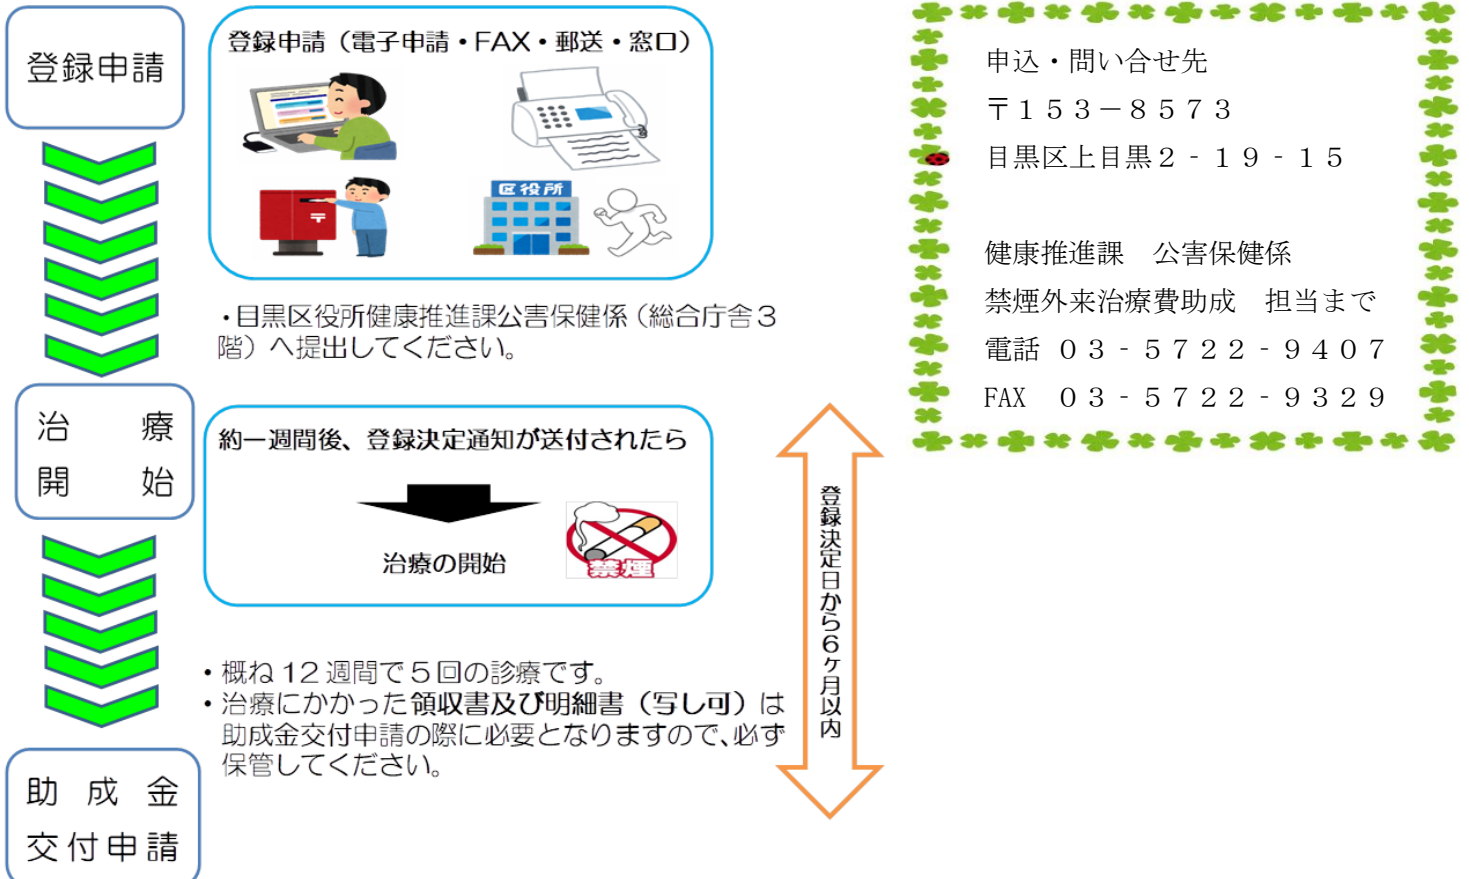 登録申請
登録申請（電子申請・FAX・郵送・窓口）
区役所
・目黒区役所健康推進課公害保健係（総合庁舎３
階）へ提出してください。
治　療
開　始
約一週間後、登録決定通知が送付されたら
治療の開始
禁煙
・概ね 12 週間で５回の診療です。
・治療にかかった領収書及び明細書（写し可）は
助成金交付申請の際に必要となりますので、必ず
保管してください。
登録決定日から６ヶ月以内
助　成　金
交付申請
申込・問い合せ先
〒１５３－８５７３
目黒区上目黒２‐１９‐１５
健康推進課　公害保健係
禁煙外来治療費助成　担当まで
電話 ０３‐５７２２‐９４０７
FAX　０３‐５７２２‐９３２９